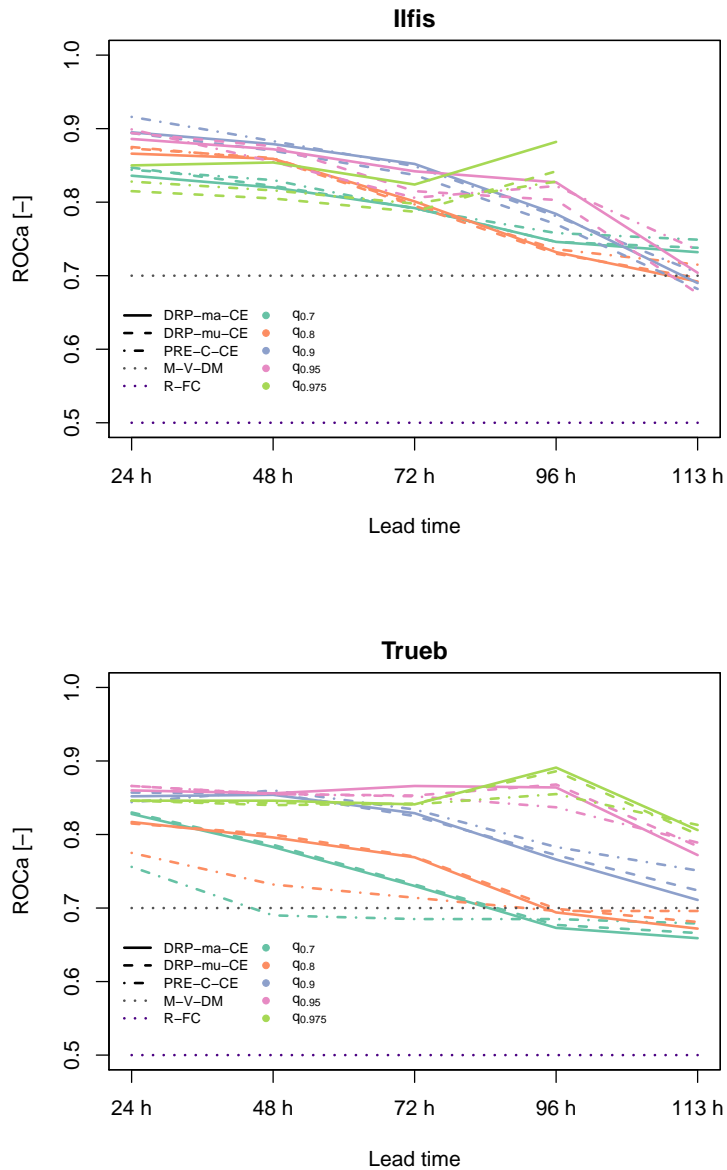 Ilfis
ROCa [−]
1.0
0.9
0.8
0.7
0.6
0.5
DRP−ma−CE q0.7
DRP−mu−CE q0.8
PRE−C−CE q0.9
M−V−DM q0.95
R−FC q0.975
24 h 48 h 72 h 96 h 113 h
Lead time
Trueb
ROCa [−]
1.0
0.9
0.8
0.7
0.6
0.5
DRP−ma−CE q0.7
DRP−mu−CE q0.8
PRE−C−CE q0.9
M−V−DM q0.95
R−FC q0.975
24 h 48 h 72 h 96 h 113 h
Lead time